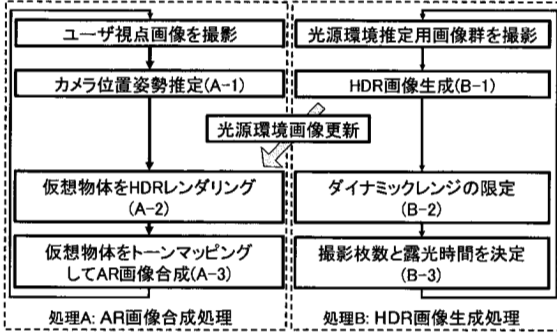 ユーザ視点画像を撮影
カメラ位置姿勢推定(A-1)
仮想物体をHDRレンダリング
(A-2)
仮想物体をトーンマッピング
してAR画像合成(A-3)
処理A: AR画像合成処理
光源環境画像更新
光源環境推定用画像群を撮影
HDR画像生成(B-1)
ダイナミックレンジの限定
(B-2)
撮影枚数と露光時間を決定
(B-3)
処理B: HDR画像生成処理